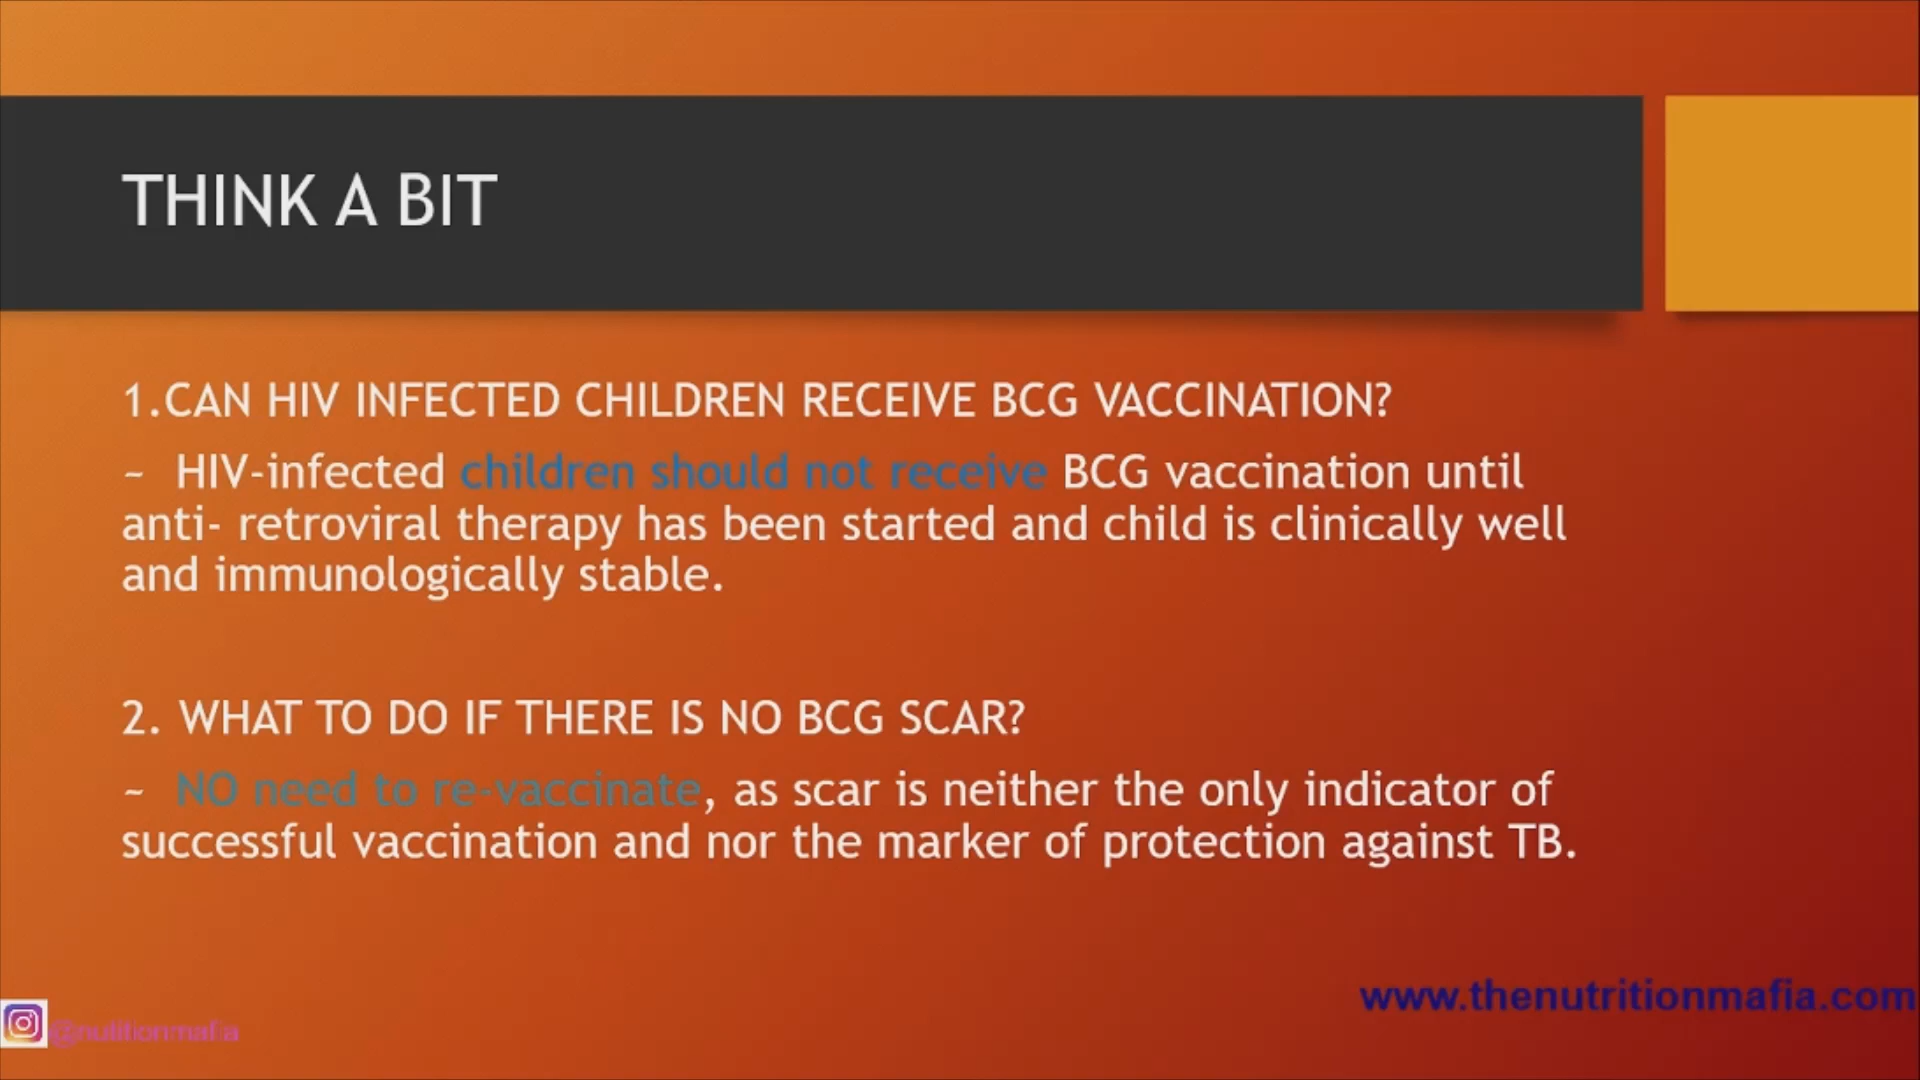 THINK A BIT
1.CAN HIV INFECTED CHILDREN RECEIVE BCG VACCINATION?
~ HIV-infected children should not receive BCG vaccination until
anti- retroviral therapy has been started and child is clinically well
and immunologically stable.
2. WHAT TO DO IF THERE IS NO BCG SCAR?
~ NO need to re-vaccinate, as scar is neither the only indicator of
successful vaccination and nor the marker of protection against TB.
www.thenutritionmafia.com